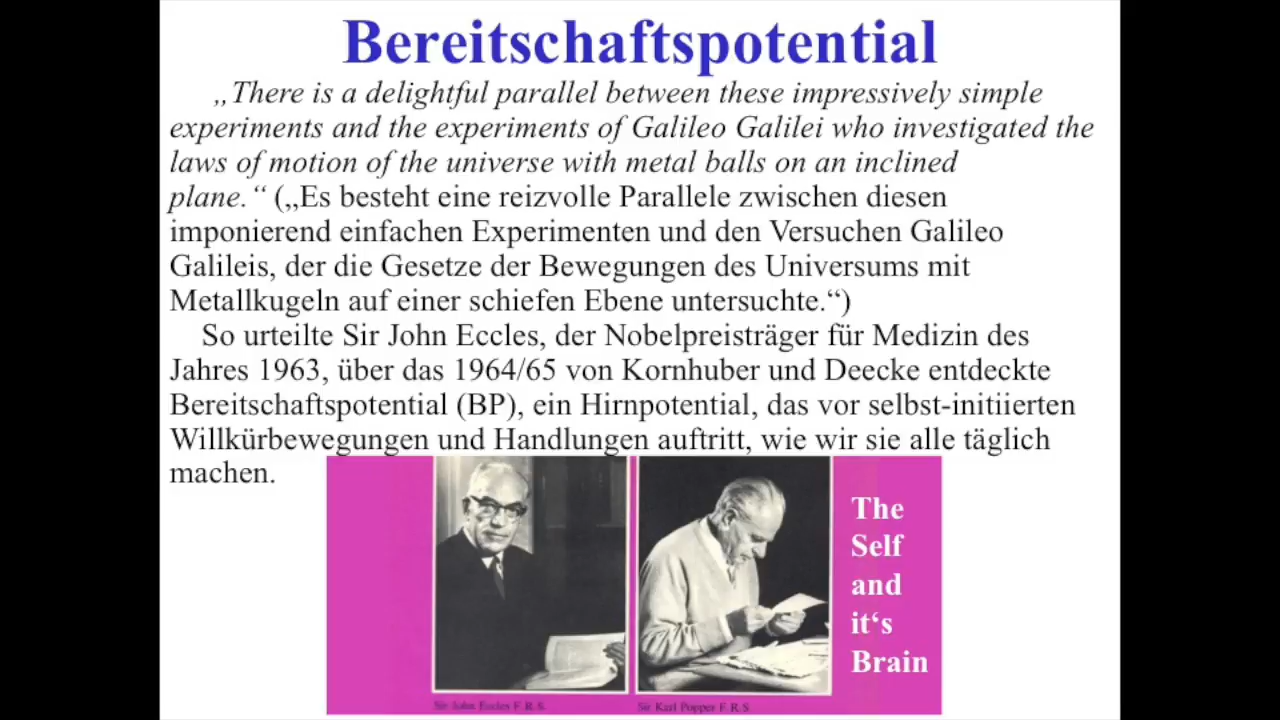 Bereitschaftspotential
„There is a delightful parallel between these impressively simple
experiments and the experiments of Galileo Galilei who investigated the
laws of motion of the universe with metal balls on an inclined
plane.“ („Es besteht eine reizvolle Parallele zwischen diesen
imponierend einfachen Experimenten und den Versuchen Galileo
Galileis, der die Gesetze der Bewegungen des Universums mit
Metallkugeln auf einer schiefen Ebene untersuchte.“)
So urteilte Sir John Eccles, der Nobelpreisträger für Medizin des
Jahres 1963, über das 1964/65 von Kornhuber und Deecke entdeckte
Bereitschaftspotential (BP), ein Hirnpotential, das vor selbst-initiierten
Willkürbewegungen und Handlungen auftritt, wie wir sie alle täglich
machen.
The
Self
and
it‘s
Brain
Sir John Eccles F.R.S.
Sir Karl Popper F.R.S.